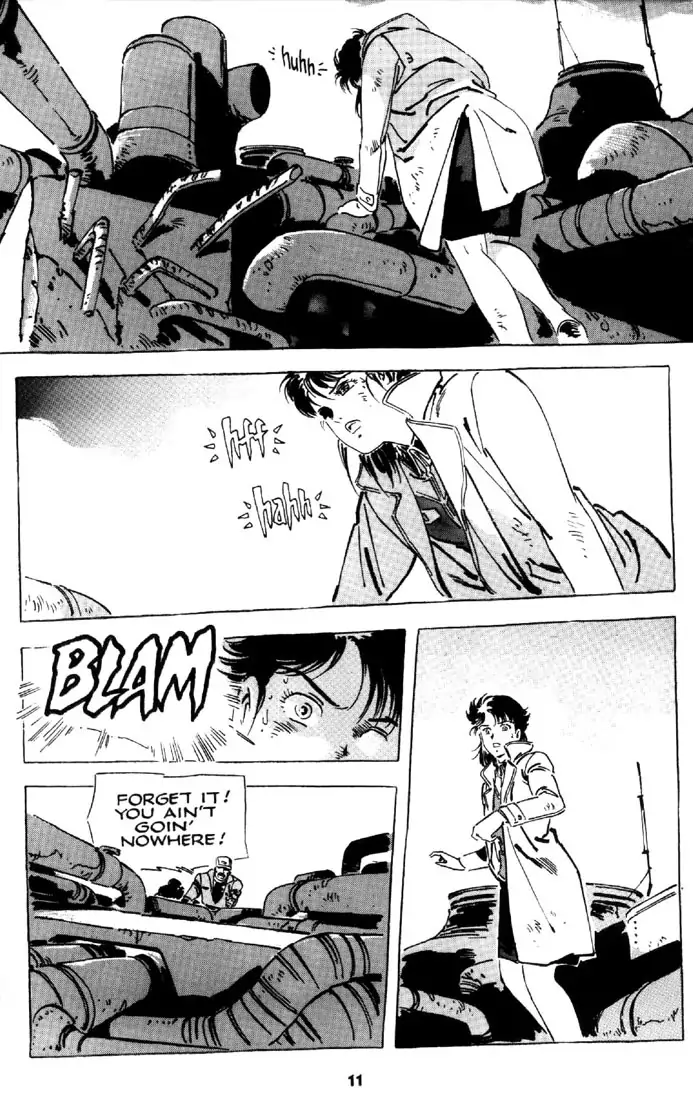 huhh
hff
hahh
BLAM
FORGET IT!
YOU AIN'T
GOIN'
NOWHERE!
11